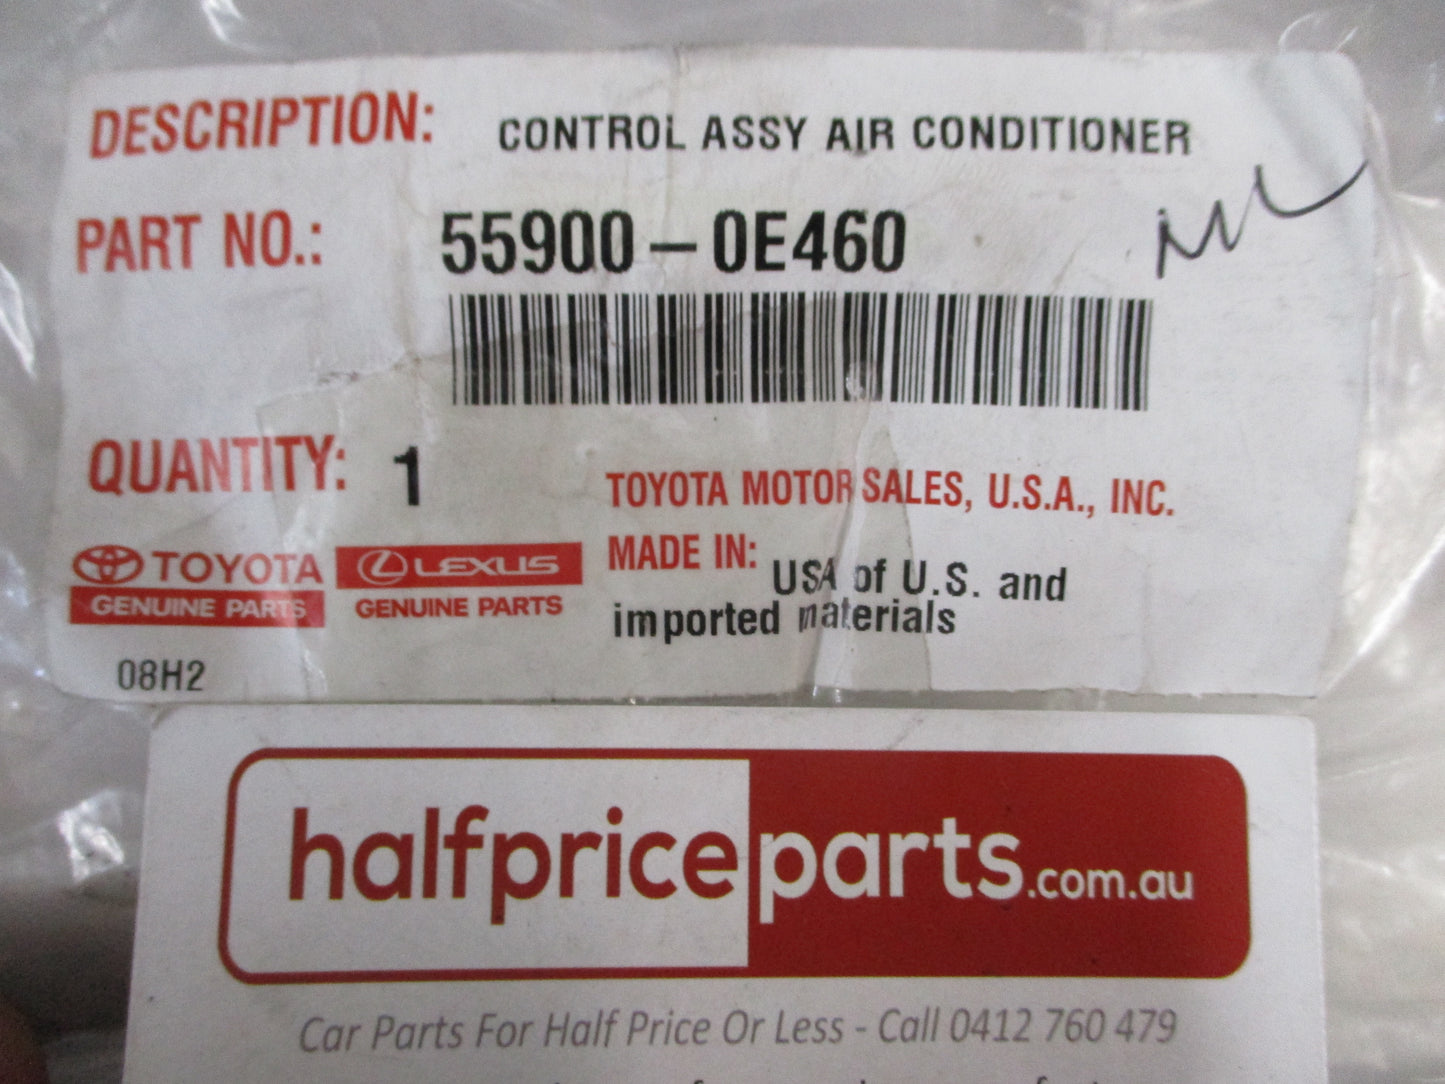 DESCRIPTION: CONTROL ASSY AIR CONDITIONER
PART NO.: 55900-0E460
QUANTITY: 1
TOYOTA MOTOR SALES, U.S.A., INC.
MADE IN: USA of U.S. and
imported materials
TOYOTA
GENUINE PARTS
LEXUS
GENUINE PARTS
08H2
halfpriceparts.com.au
Car Parts For Half Price Or Less - Call 0412 760 479